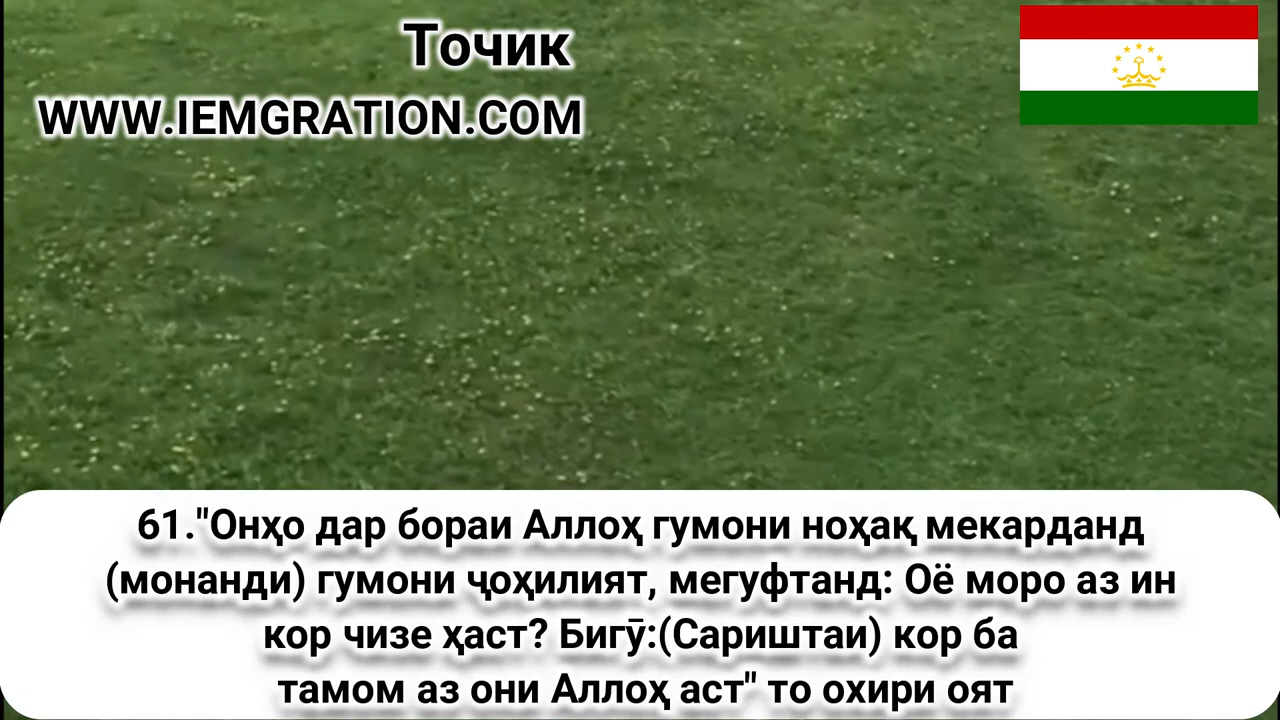 Точик
WWW.IEMGRATION.COM
61."Онҳо дар бораи Аллоҳ гумони ноҳақ мекарданд
(монанди) гумони ҷоҳилият, мегуфтанд: Оё моро аз ин
кор чизе ҳаст? Бигӯ:(Сариштаи) кор ба
тамом аз они Аллоҳ аст" то охири оят